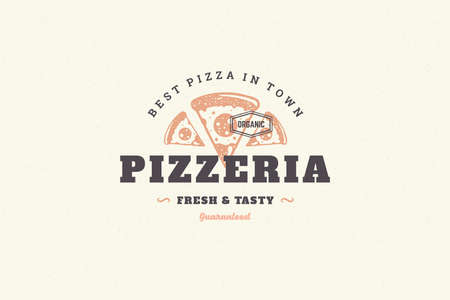 BEST PIZZA IN TOWN
ORGANIC
PIZZERIA
FRESH & TASTY
Guaranteed